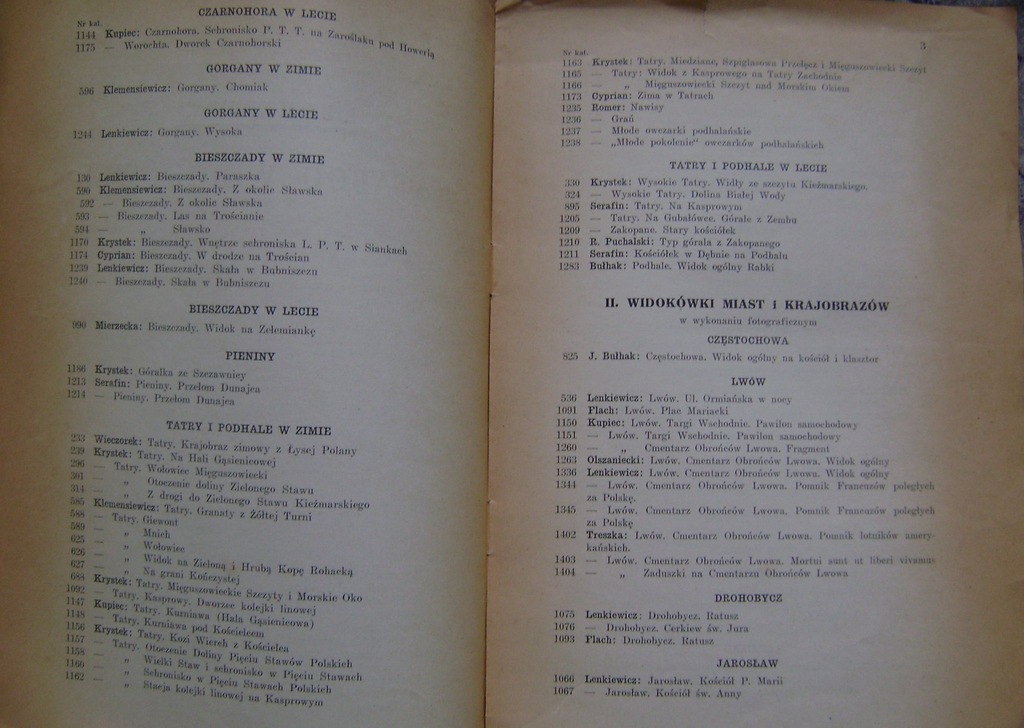 CZARNOHORA W LECIE
Nr kat.
1144 Kupiec: Czarnohora. Schronisko P. T. T. na Zaroślaku pod Howerlą
1175 — Worochta. Dworek Czarnohorski
GORGANY W ZIMIE
596 Klemensiewicz: Gorgany. Chomiak
GORGANY W LECIE
1244 Lenkiewicz: Gorgany. Wysoka
BIESZCZADY W ZIMIE
130 Lenkiewicz: Bieszczady. Paraszka
590 Klemensiewicz: Bieszczady. Z okolic Sławska
592 — Bieszczady. Z okolic Sławska
593 — Bieszczady. Las na Trościanie
594 — „ Sławsko
1170 Krystek: Bieszczady. Wnętrze schroniska L. P. T. w Siankach
1174 Cyprian: Bieszczady. W drodze na Trościan
1239 Lenkiewicz: Bieszczady. Skała w Bubniszczu
1240 — Bieszczady. Skała w Bubniszczu
BIESZCZADY W LECIE
990 Mierzecka: Bieszczady. Widok na Zełemiankę
PIENINY
1186 Krystek: Góralka ze Szczawnicy
1213 Serafin: Pieniny. Przełom Dunajca
1214 — Pieniny. Przełom Dunajca
TATRY I PODHALE W ZIMIE
233 Wieczorek: Tatry. Krajobraz zimowy z Łysej Polany
239 Krystek: Tatry. Na Hali Gąsienicowej
296 — Tatry. Wołowiec Mięguszowiecki
301 „ Otoczenie doliny Zielonego Stawu
314 — „ Z drogi do Zielonego Stawu Kieżmarskiego
585 Klemensiewicz: Tatry. Granaty z Żółtej Turni
588 — Tatry. Giewont
589 — „ Mnich
625 „ Wołowiec
626 — „ Widok na Zieloną i Hrubą Kopę Rohacką
627 „ Na grani Kończystej
688 Krystek: Tatry. Mięguszowieckie Szczyty i Morskie Oko
1092 — Tatry. Kasprowy. Dworzec kolejki linowej
1147 Kupiec: Tatry. Kurniawa (Hala Gąsienicowa)
1148 — Tatry. Kurniawa pod Kościelcem
1156 Krystek: Tatry. Kozi Wierch z Kościelca
1157 — Tatry. Otoczenie Doliny Pięciu Stawów Polskich
1158 — „ Wielki Staw i schronisko w Pięciu Stawach
1160 — „ Schronisko w Pięciu Stawach Polskich
1162 — „ Stacja kolejki linowej na Kasprowym
3
Nr kat.
1163 Krystek: Tatry. Miedziane, Szpiglasowa Przełęcz i Mięguszowiecki Szczyt
1165 — Tatry: Widok z Kasprowego na Tatry Zachodnie
1166 — „ Mięguszowiecki Szczyt nad Morskim Okiem
1173 Cyprian: Zima w Tatrach
1235 Romer: Nawisy
1236 — Grań
1237 — Młode owczarki podhalańskie
1238 — „Młode pokolenie" owczarków podhalańskich
TATRY I PODHALE W LECIE
330 Krystek: Wysokie Tatry. Widły ze szczytu Kieżmarskiego.
324 — Wysokie Tatry. Dolina Białej Wody
895 Serafin: Tatry. Na Kasprowym
1205 — Tatry. Na Gubałówce. Górale z Zembu
1209 — Zakopane. Stary kościółek
1210 R. Puchalski: Typ górala z Zakopanego
1211 Serafin: Kościółek w Dębnie na Podhalu
1283 Bułhak: Podhale. Widok ogólny Rabki
II. WIDOKÓWKI MIAST i KRAJOBRAZÓW
w wykonaniu fotograficznym
CZĘSTOCHOWA
825 J. Bułhak: Częstochowa. Widok ogólny na kościół i klasztor
LWÓW
536 Lenkiewicz: Lwów. Ul. Ormiańska w nocy
1091 Flach: Lwów. Plac Mariacki
1150 Kupiec: Lwów. Targi Wschodnie. Pawilon samochodowy
1151 — Lwów. Targi Wschodnie. Pawilon samochodowy
1260 — „ Cmentarz Obrońców Lwowa. Fragment
1263 Olszaniecki: Lwów. Cmentarz Obrońców Lwowa. Widok ogólny
1336 Lenkiewicz: Lwów. Cmentarz Obrońców Lwowa. Widok ogólny
1344 — Lwów. Cmentarz Obrońców Lwowa. Pomnik Francuzów poległych
za Polskę.
1345 — Lwów. Cmentarz Obrońców Lwowa. Pomnik Francuzów poległych
za Polskę
1402 Treszka: Lwów. Cmentarz Obrońców Lwowa. Pomnik lotników amery-
kańskich.
1403 — Lwów. Cmentarz Obrońców Lwowa. Mortui sunt ut liberi vivamus
1404 — „ Zaduszki na Cmentarzu Obrońców Lwowa
DROHOBYCZ
1075 Lenkiewicz: Drohobycz. Ratusz
1076 — Drohobycz. Cerkiew św. Jura
1093 Flach: Drohobycz. Ratusz
JAROSŁAW
1066 Lenkiewicz: Jarosław. Kościół P. Marii
1067 — Jarosław. Kościół św. Anny